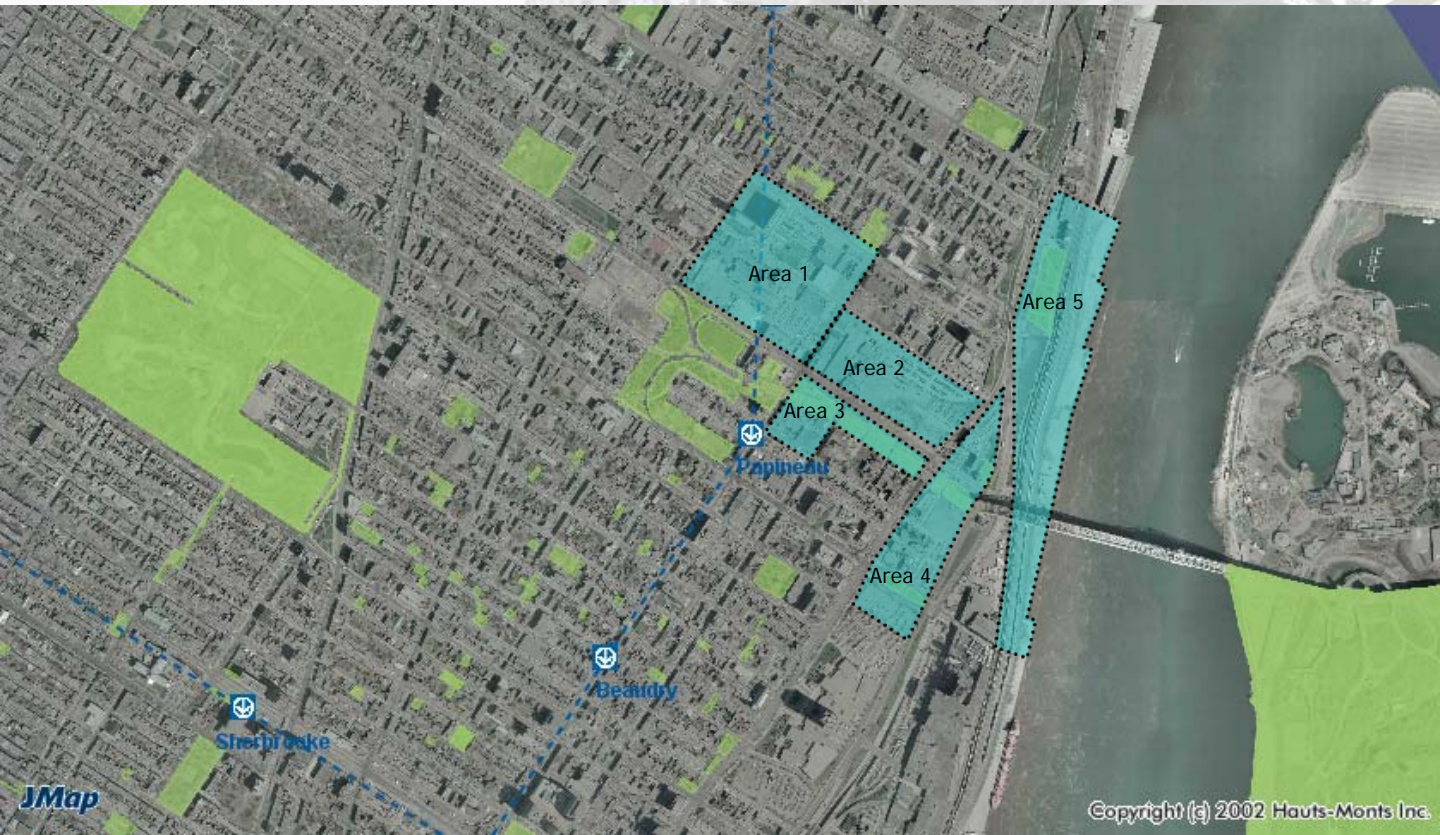 Area 1
Area 5
Area 2
Area 3
Papineau
Area 4
Beaudry
Sherbrooke
JMap
Copyright (c) 2002 Hauts-Monts Inc.